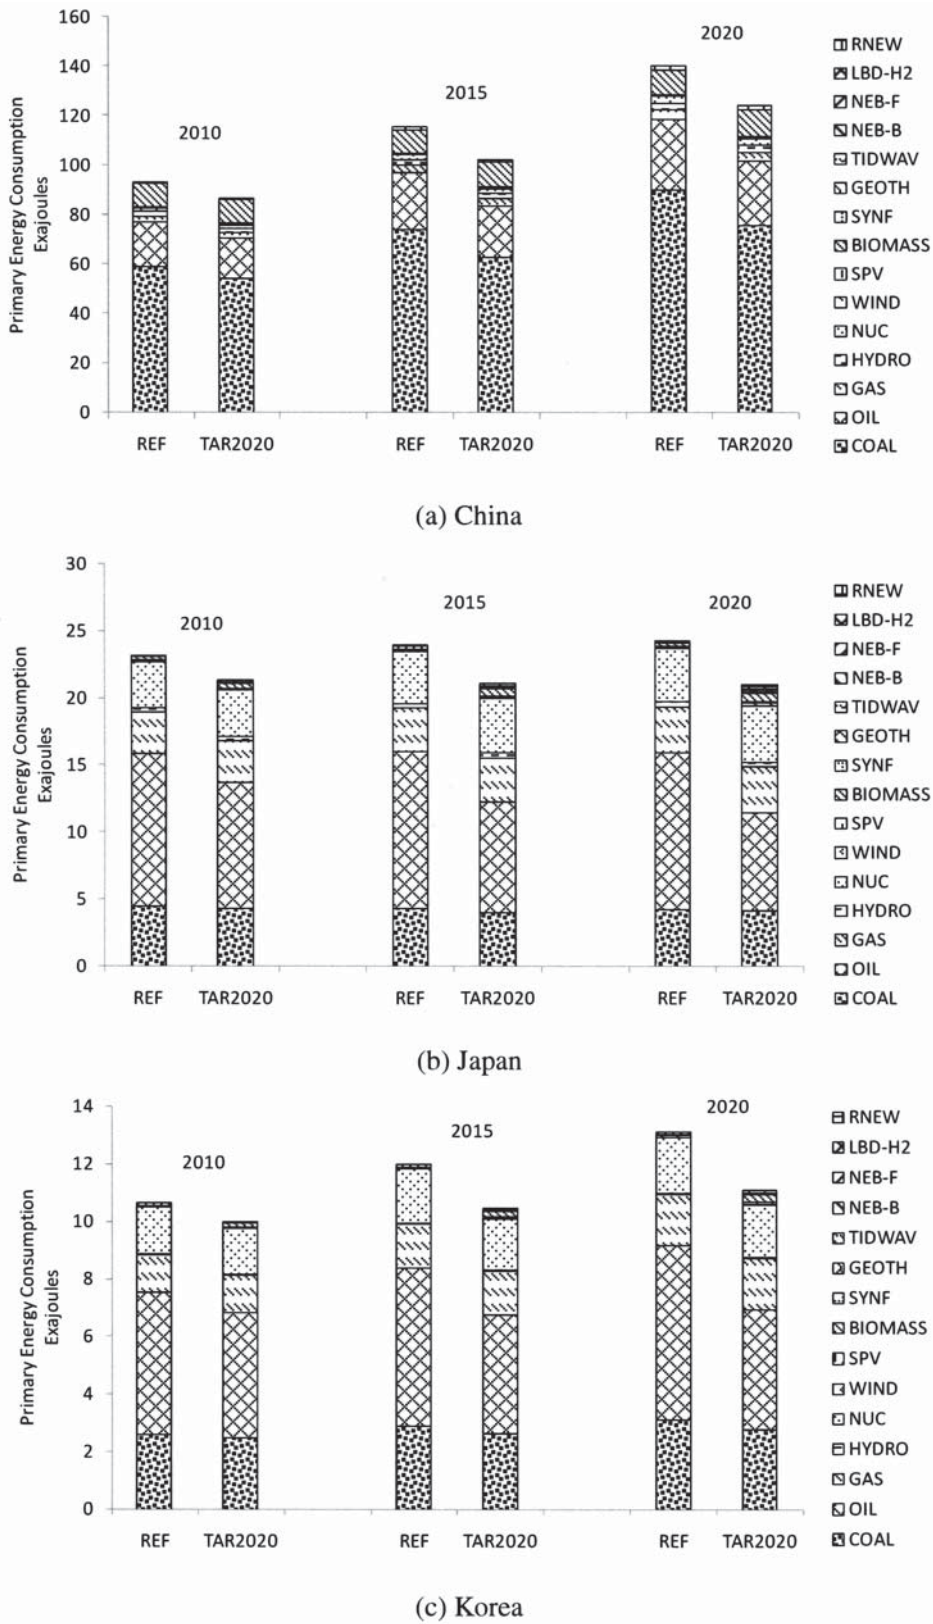 160
140
120
100
80
60
40
20
0
Primary Energy Consumption
Exajoules
2010
2015
2020
REF
TAR2020
REF
TAR2020
REF
TAR2020
RNEW
LBD-H2
NEB-F
NEB-B
TIDWAV
GEOTH
SYNF
BIOMASS
SPV
WIND
NUC
HYDRO
GAS
OIL
COAL
(a) China
30
25
20
15
10
5
0
Primary Energy Consumption
Exajoules
2010
2015
2020
REF
TAR2020
REF
TAR2020
REF
TAR2020
RNEW
LBD-H2
NEB-F
NEB-B
TIDWAV
GEOTH
SYNF
BIOMASS
SPV
WIND
NUC
HYDRO
GAS
OIL
COAL
(b) Japan
14
12
10
8
6
4
2
0
Primary Energy Consumption
Exajoules
2010
2015
2020
REF
TAR2020
REF
TAR2020
REF
TAR2020
RNEW
LBD-H2
NEB-F
NEB-B
TIDWAV
GEOTH
SYNF
BIOMASS
SPV
WIND
NUC
HYDRO
GAS
OIL
COAL
(c) Korea